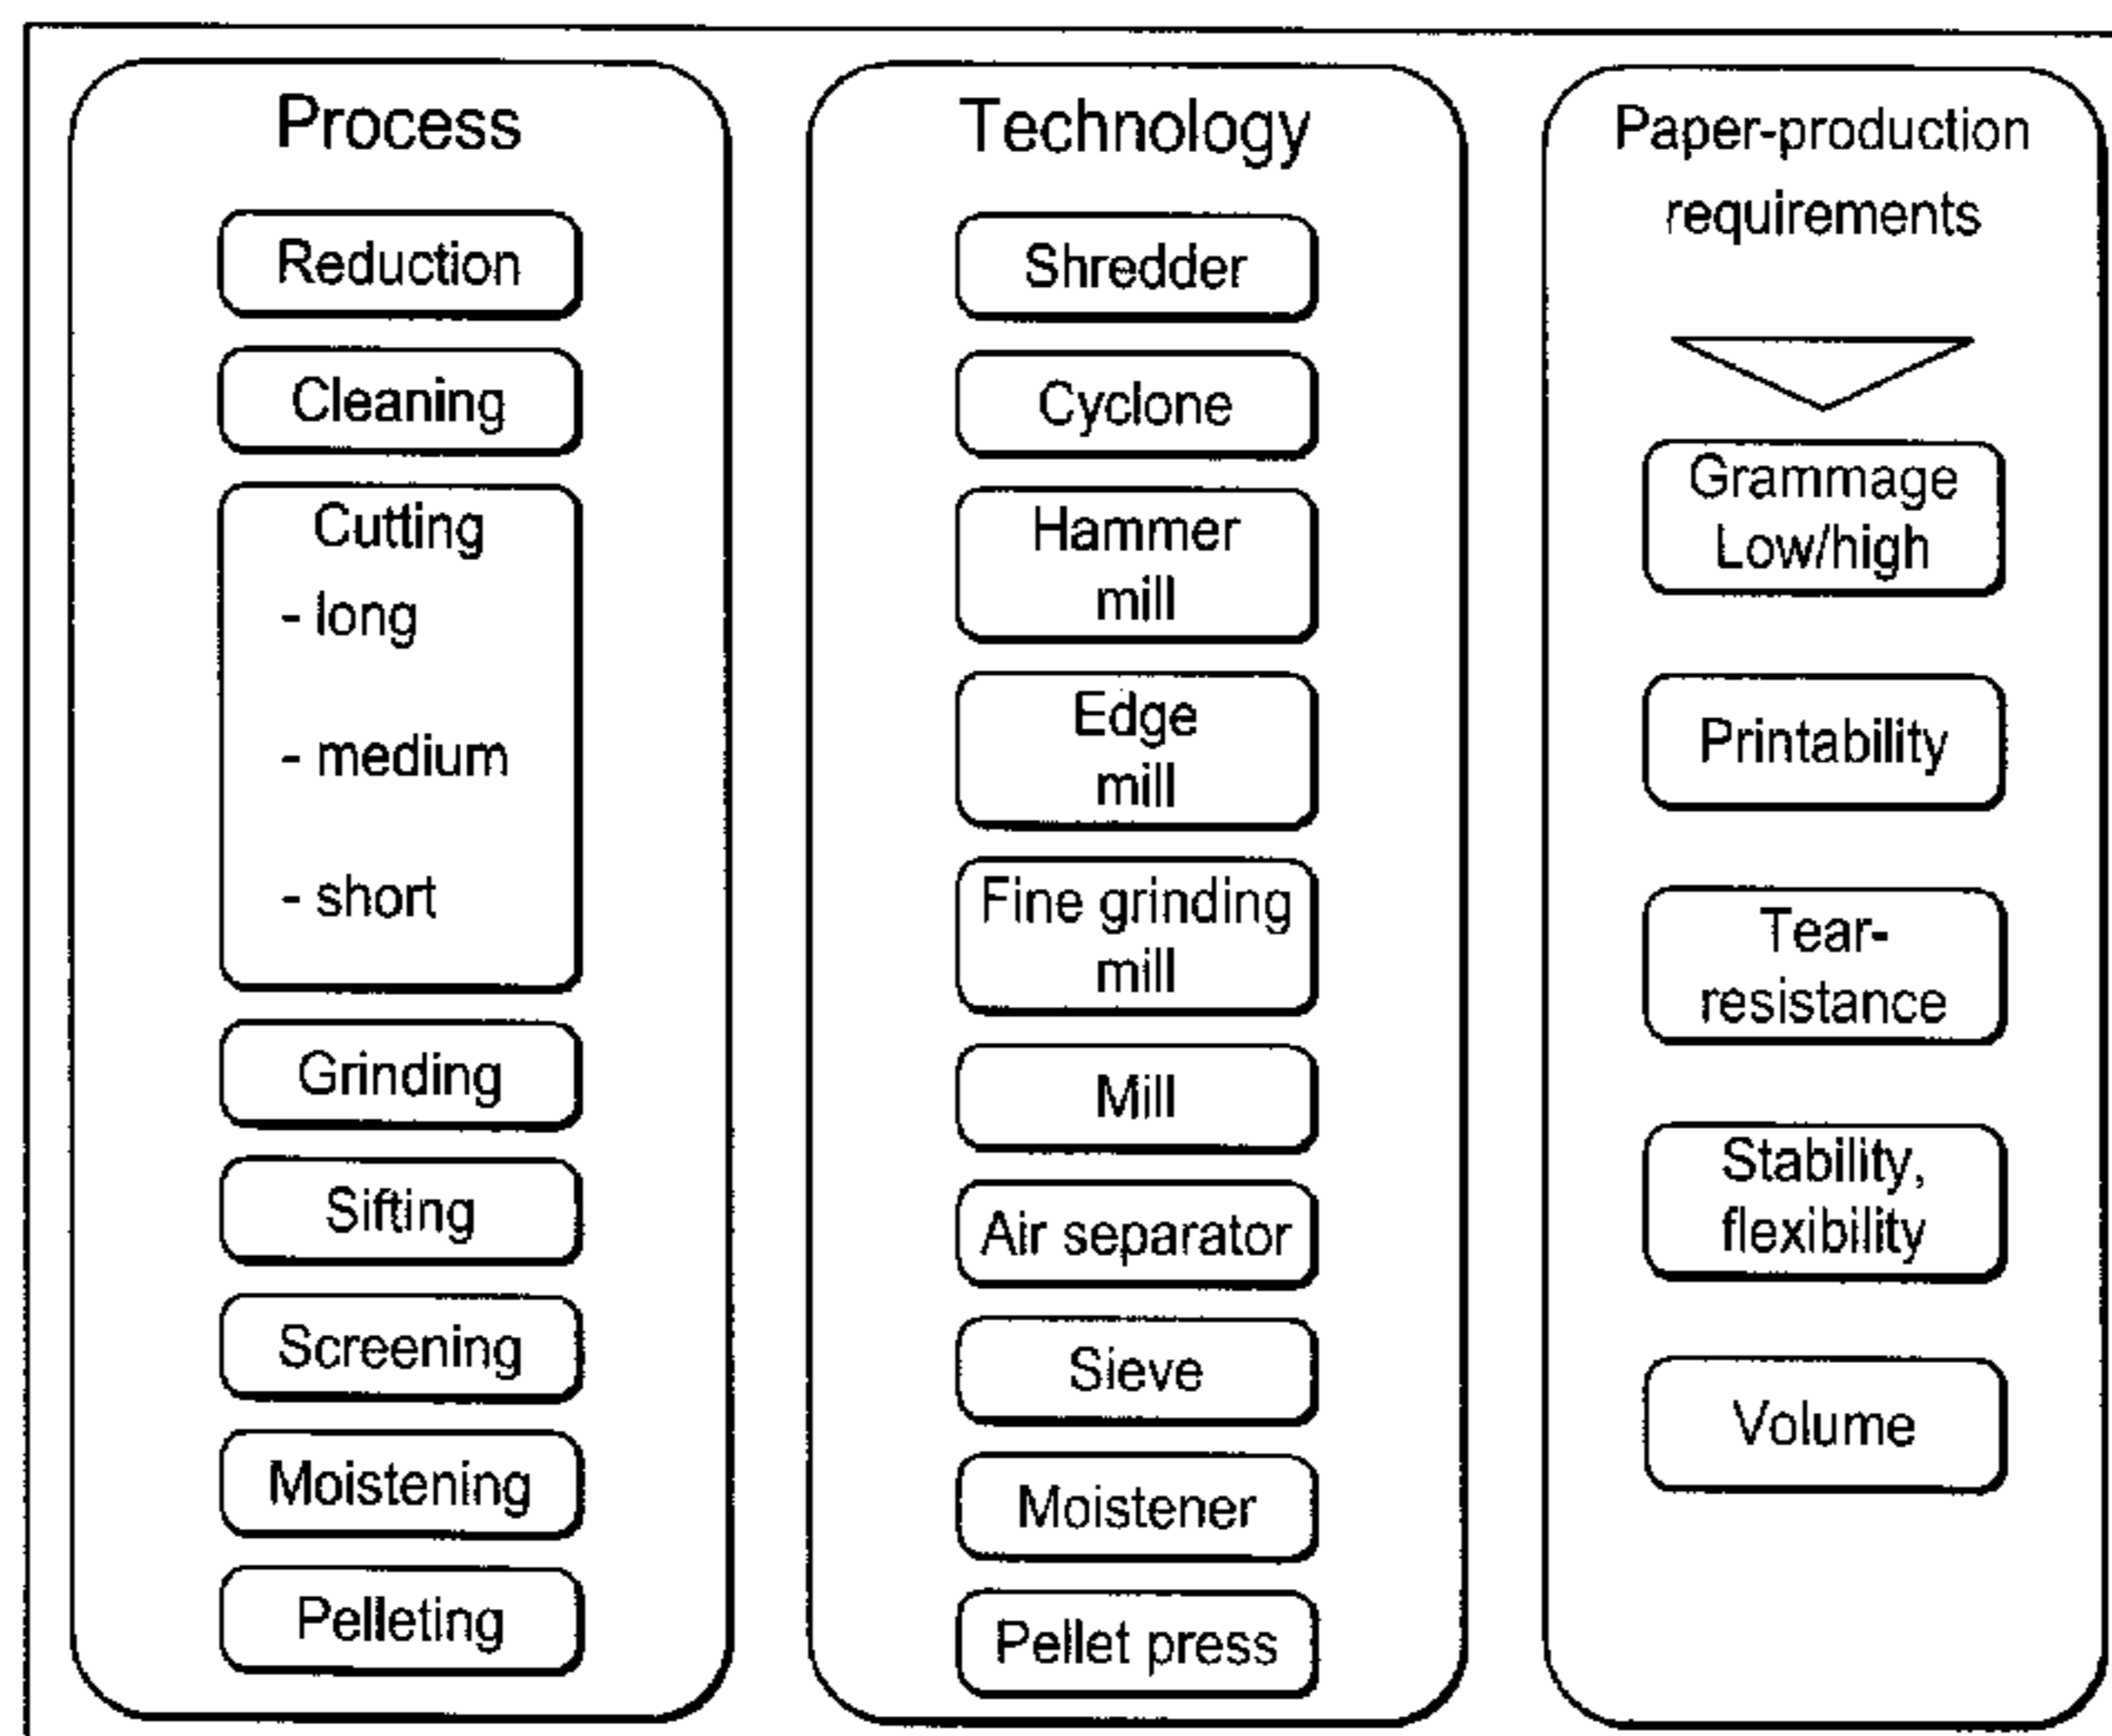 Process
Reduction
Cleaning
Cutting
- long
- medium
- short
Grinding
Sifting
Screening
Moistening
Pelleting
Technology
Shredder
Cyclone
Hammer
mill
Edge
mill
Fine grinding
mill
Mill
Air separator
Sieve
Moistener
Pellet press
Paper-production
requirements
Grammage
Low/high
Printability
Tear-
resistance
Stability,
flexibility
Volume